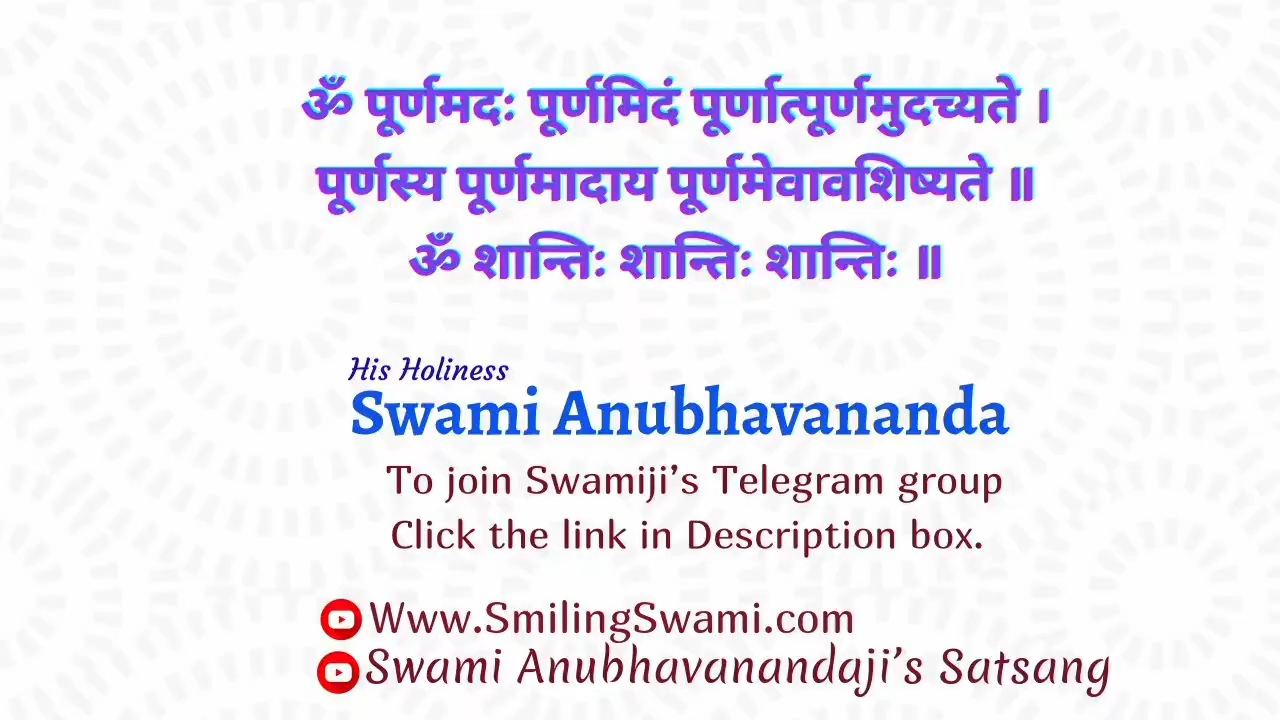 ॐ पूर्णमदः पूर्णमिदं पूर्णात्पूर्णमुदच्यते ।
पूर्णस्य पूर्णमादाय पूर्णमेवावशिष्यते ॥
ॐ शान्तिः शान्तिः शान्तिः ॥
His Holiness
Swami Anubhavananda
To join Swamiji’s Telegram group
Click the link in Description box.
Www.SmilingSwami.com
Swami Anubhavanandaji’s Satsang